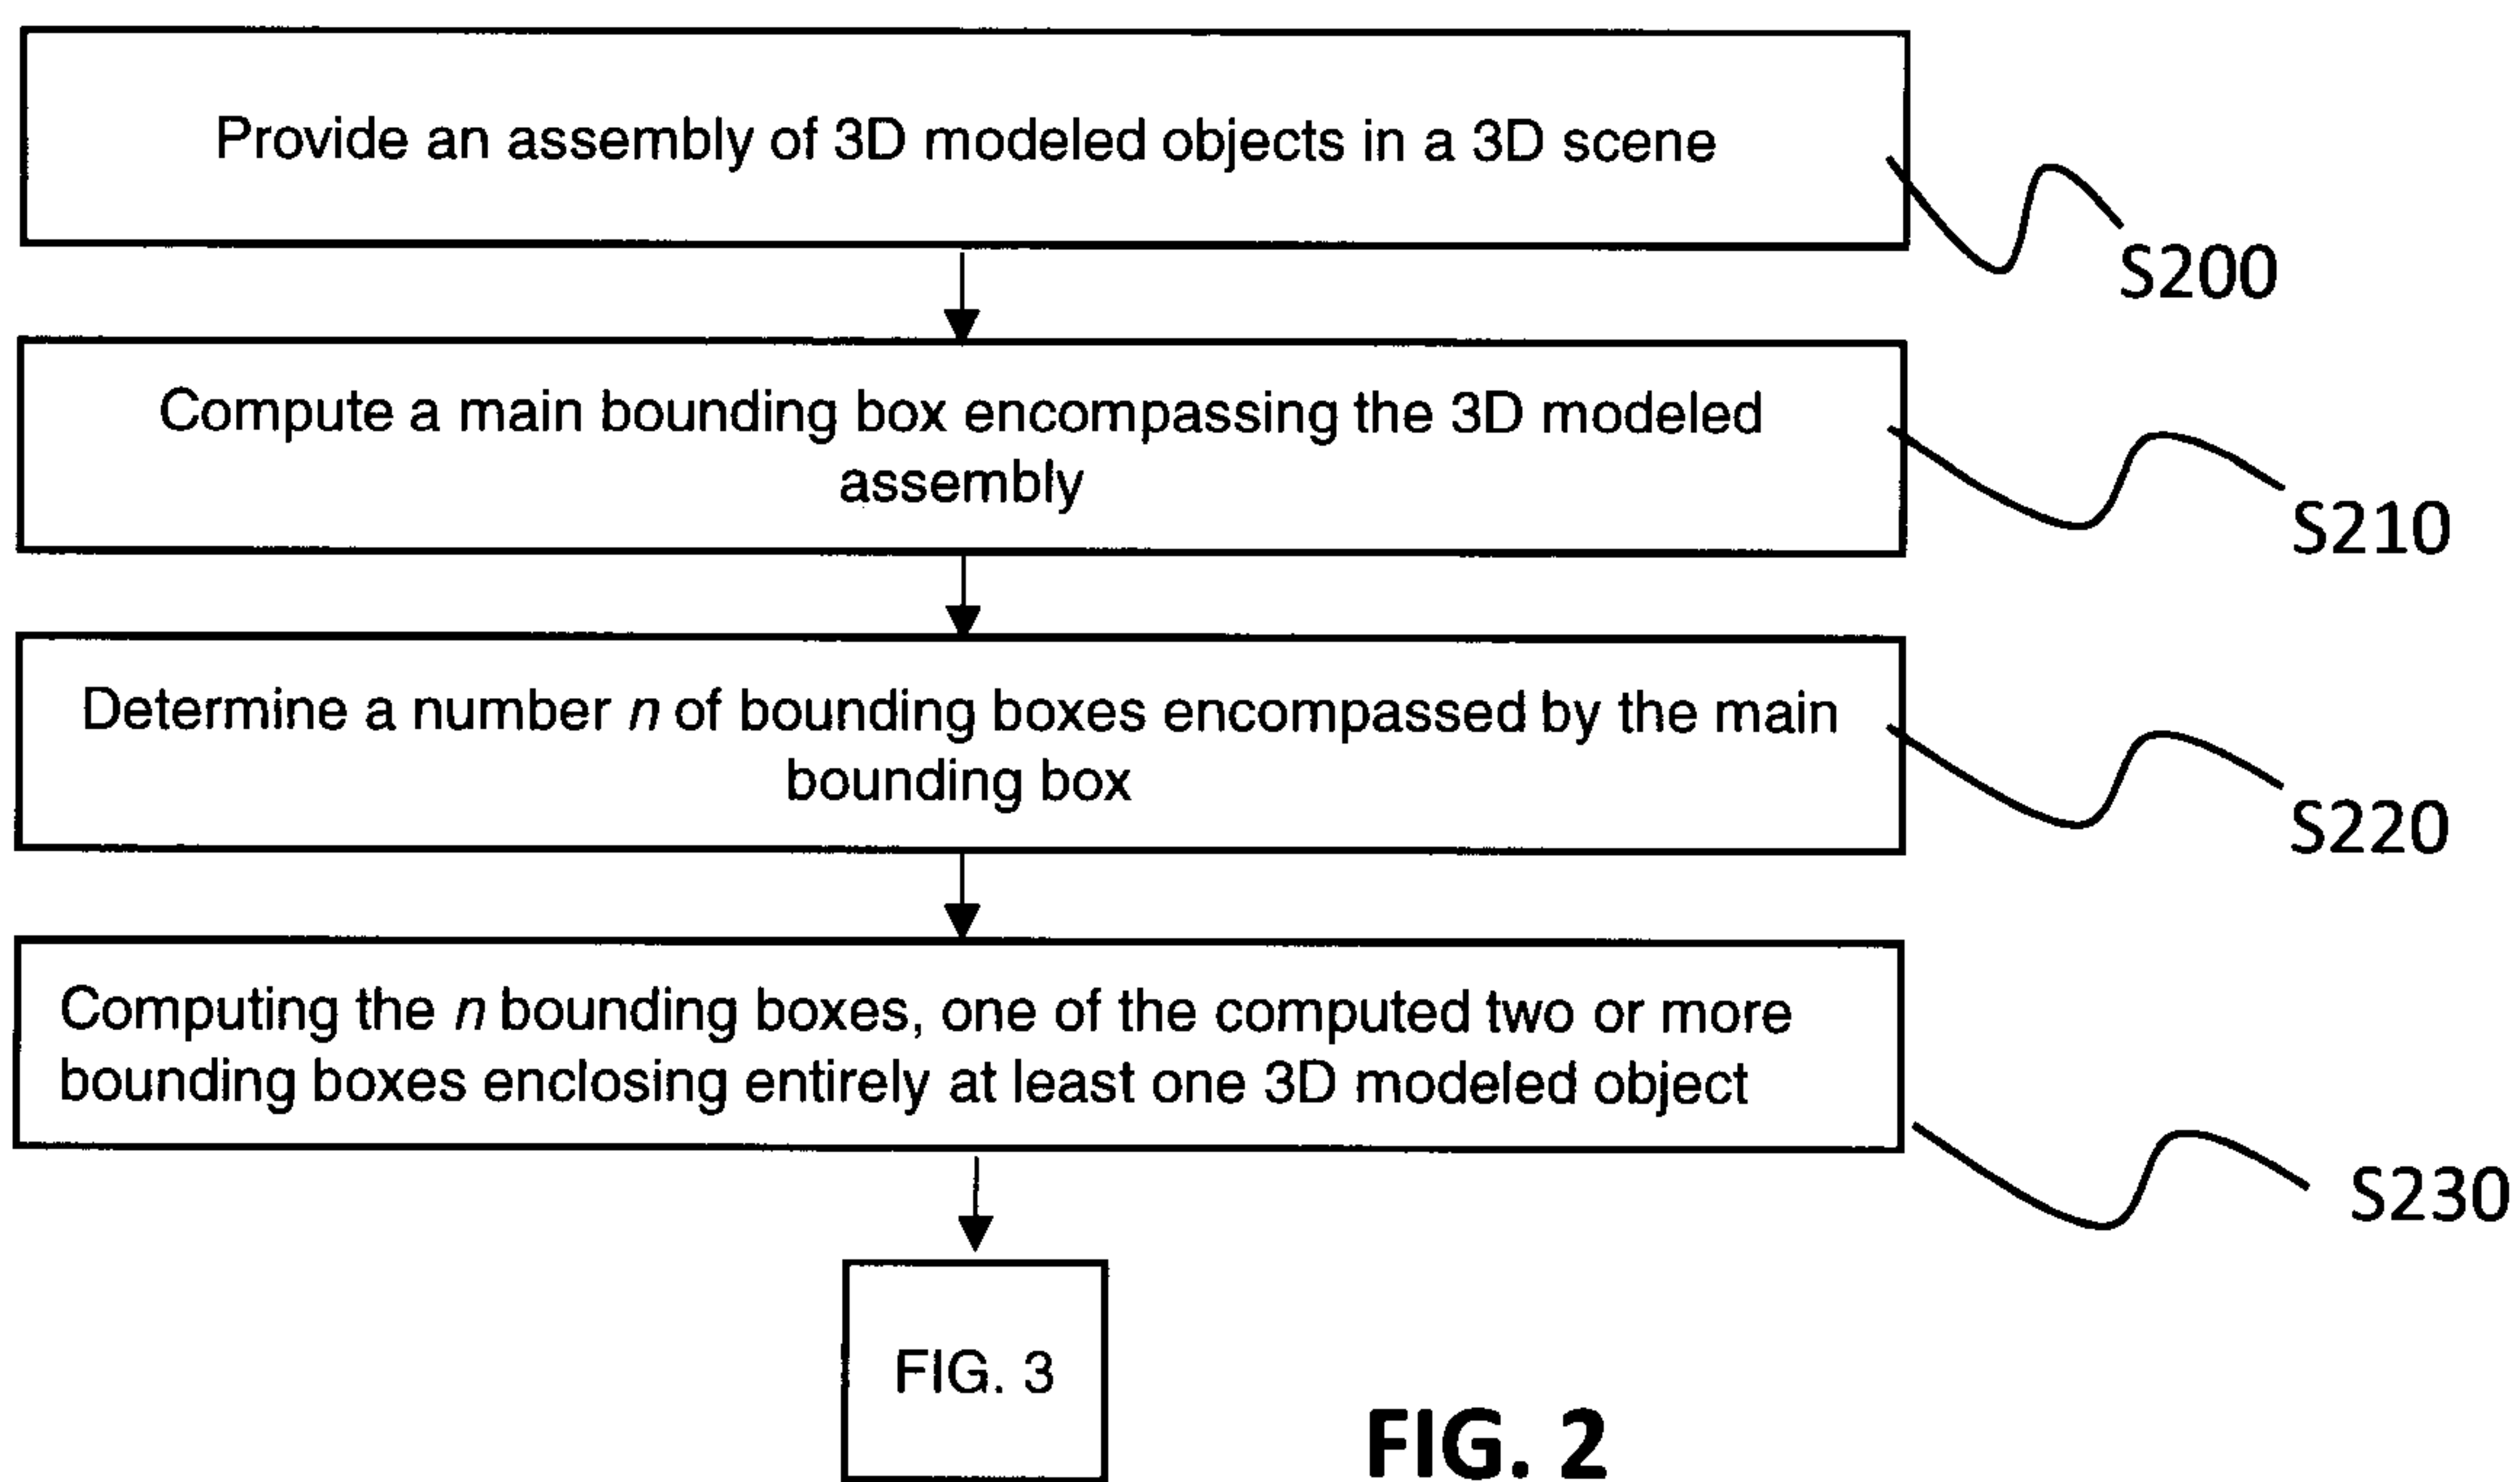 Provide an assembly of 3D modeled objects in a 3D scene
S200
Compute a main bounding box encompassing the 3D modeled
assembly
S210
Determine a number n of bounding boxes encompassed by the main
bounding box
S220
Computing the n bounding boxes, one of the computed two or more
bounding boxes enclosing entirely at least one 3D modeled object
S230
FIG. 3
FIG. 2